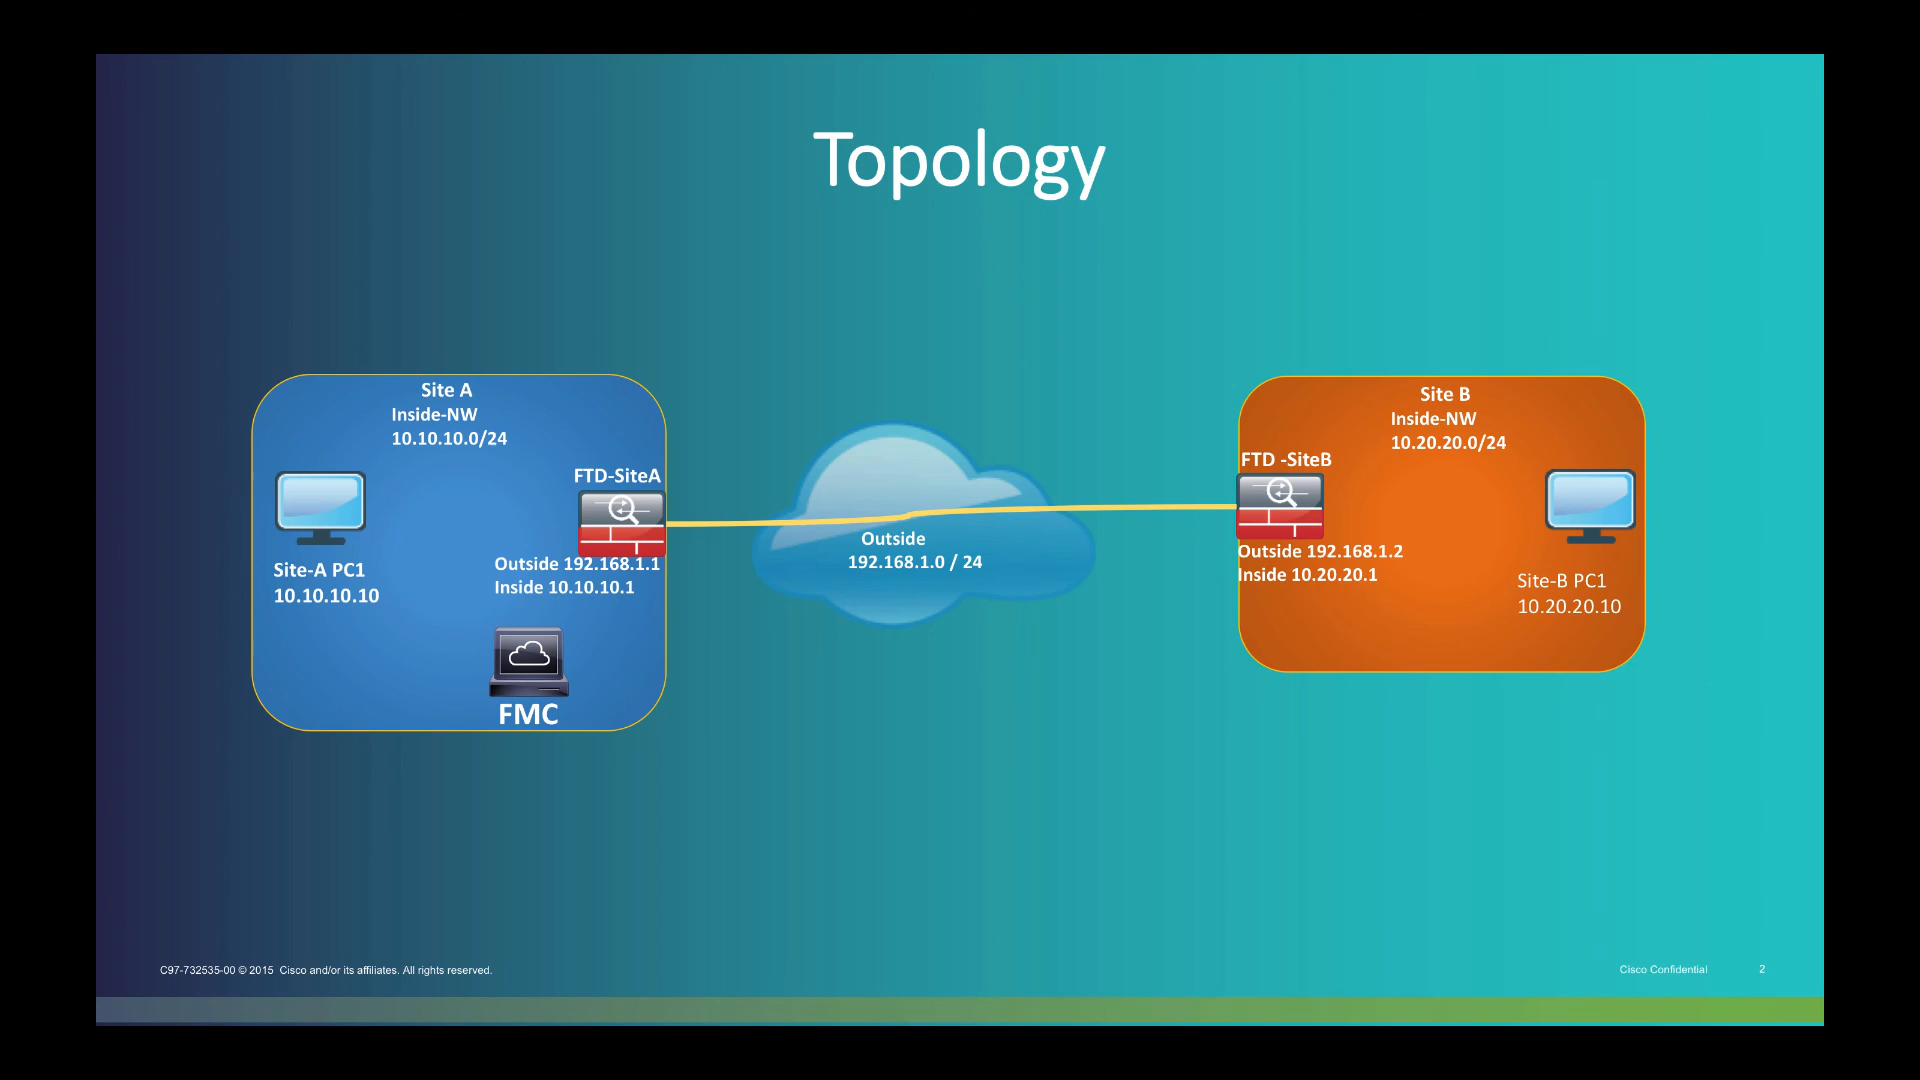 Topology
Site A
Inside-NW
10.10.10.0/24
FTD-SiteA
Outside 192.168.1.1
Inside 10.10.10.1
Site-A PC1
10.10.10.10
FMC
Outside
192.168.1.0 / 24
Site B
Inside-NW
10.20.20.0/24
FTD -SiteB
Outside 192.168.1.2
Inside 10.20.20.1
Site-B PC1
10.20.20.10
C97-732535-00 © 2015 Cisco and/or its affiliates. All rights reserved.
Cisco Confidential
2